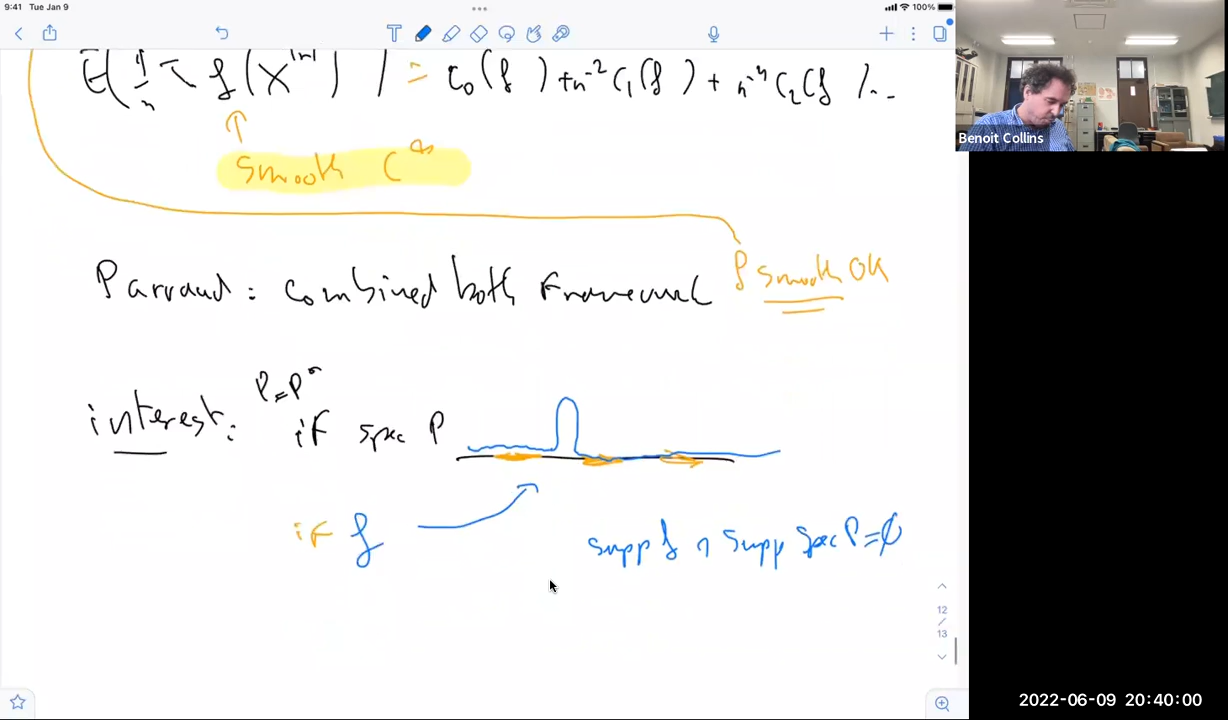 9:41 Tue Jan 9
100%
E( 1/n Tr f(X^(n)) ) = C₀(f) + n⁻² C₁(f) + n⁻⁴ C₂(f)...
Smooth C^∞
Benoit Collins
Parraud: Combined both Framework
f smooth OK
P=P*
interest: if spec P
if f
supp f ∩ supp Spec P = ∅
12
/
13
2022-06-09 20:40:00